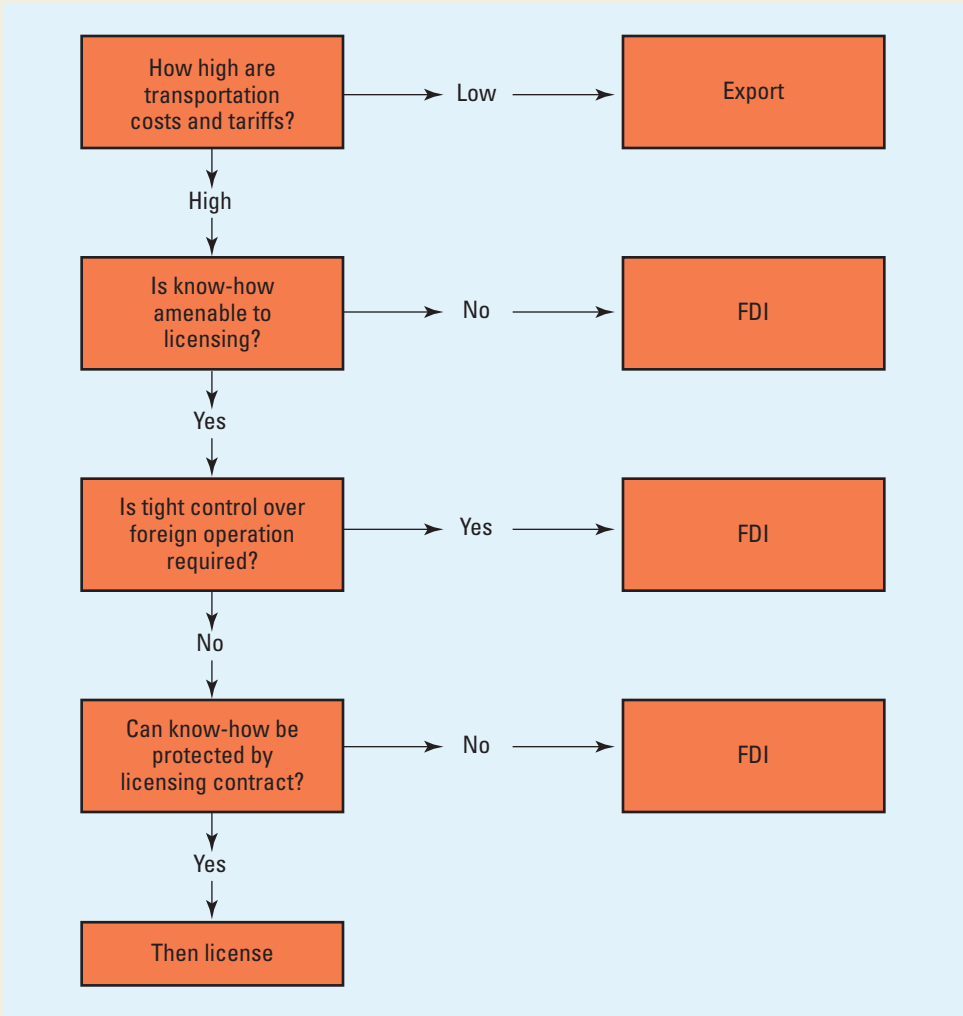 How high are
transportation
costs and tariffs?
Low
Export
High
Is know-how
amenable to
licensing?
No
FDI
Yes
Is tight control over
foreign operation
required?
Yes
FDI
No
Can know-how be
protected by
licensing contract?
No
FDI
Yes
Then license